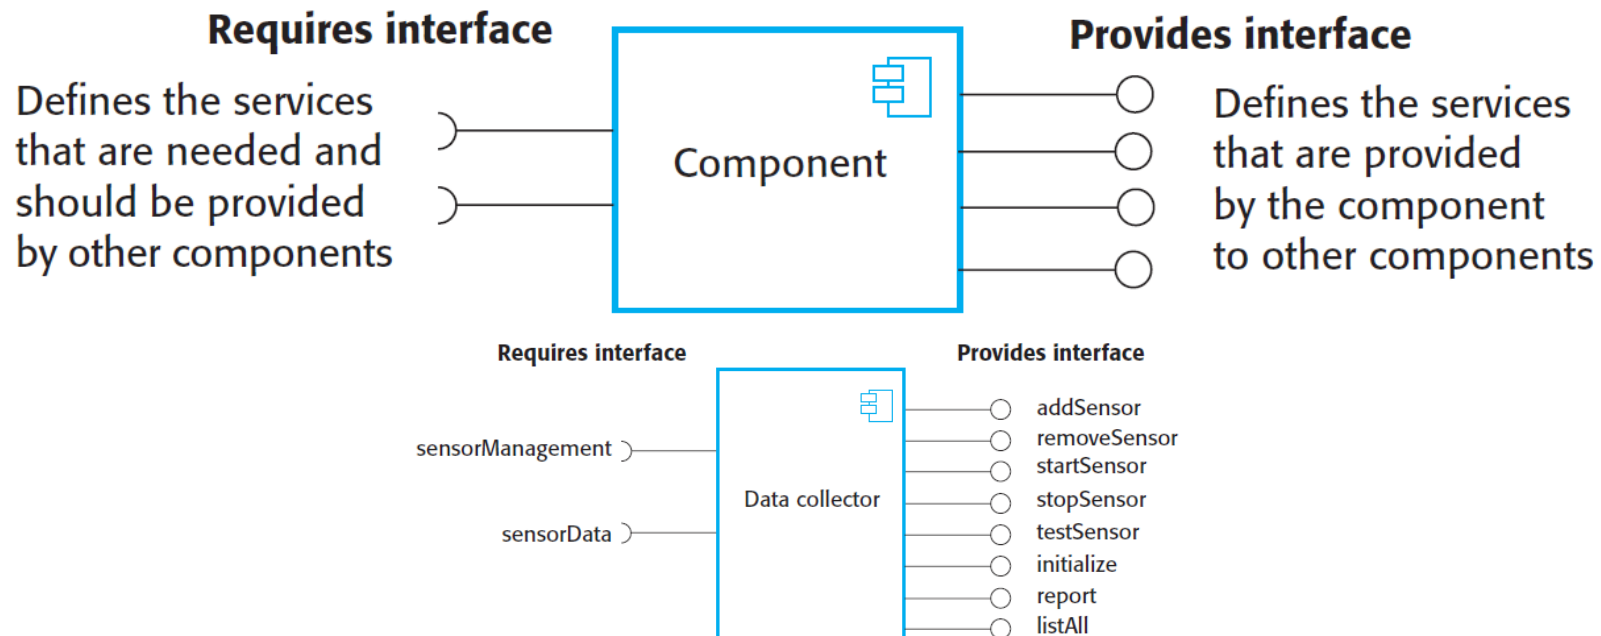 Requires interface
Provides interface
Defines the services
that are needed and
should be provided
by other components
Component
Defines the services
that are provided
by the component
to other components
Requires interface
Provides interface
sensorManagement
sensorData
Data collector
addSensor
removeSensor
startSensor
stopSensor
testSensor
initialize
report
listAll